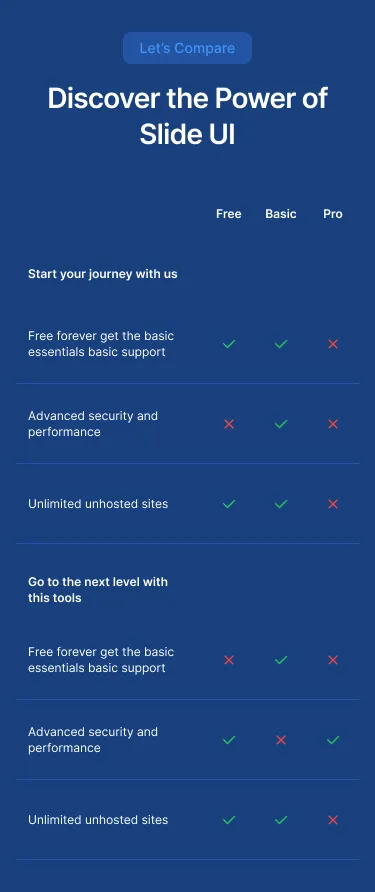 Let's Compare
Discover the Power of
Slide UI
Free Basic Pro
Start your journey with us
Free forever get the basic
essentials basic support
Advanced security and
performance
Unlimited unhosted sites
Go to the next level with
this tools
Free forever get the basic
essentials basic support
Advanced security and
performance
Unlimited unhosted sites